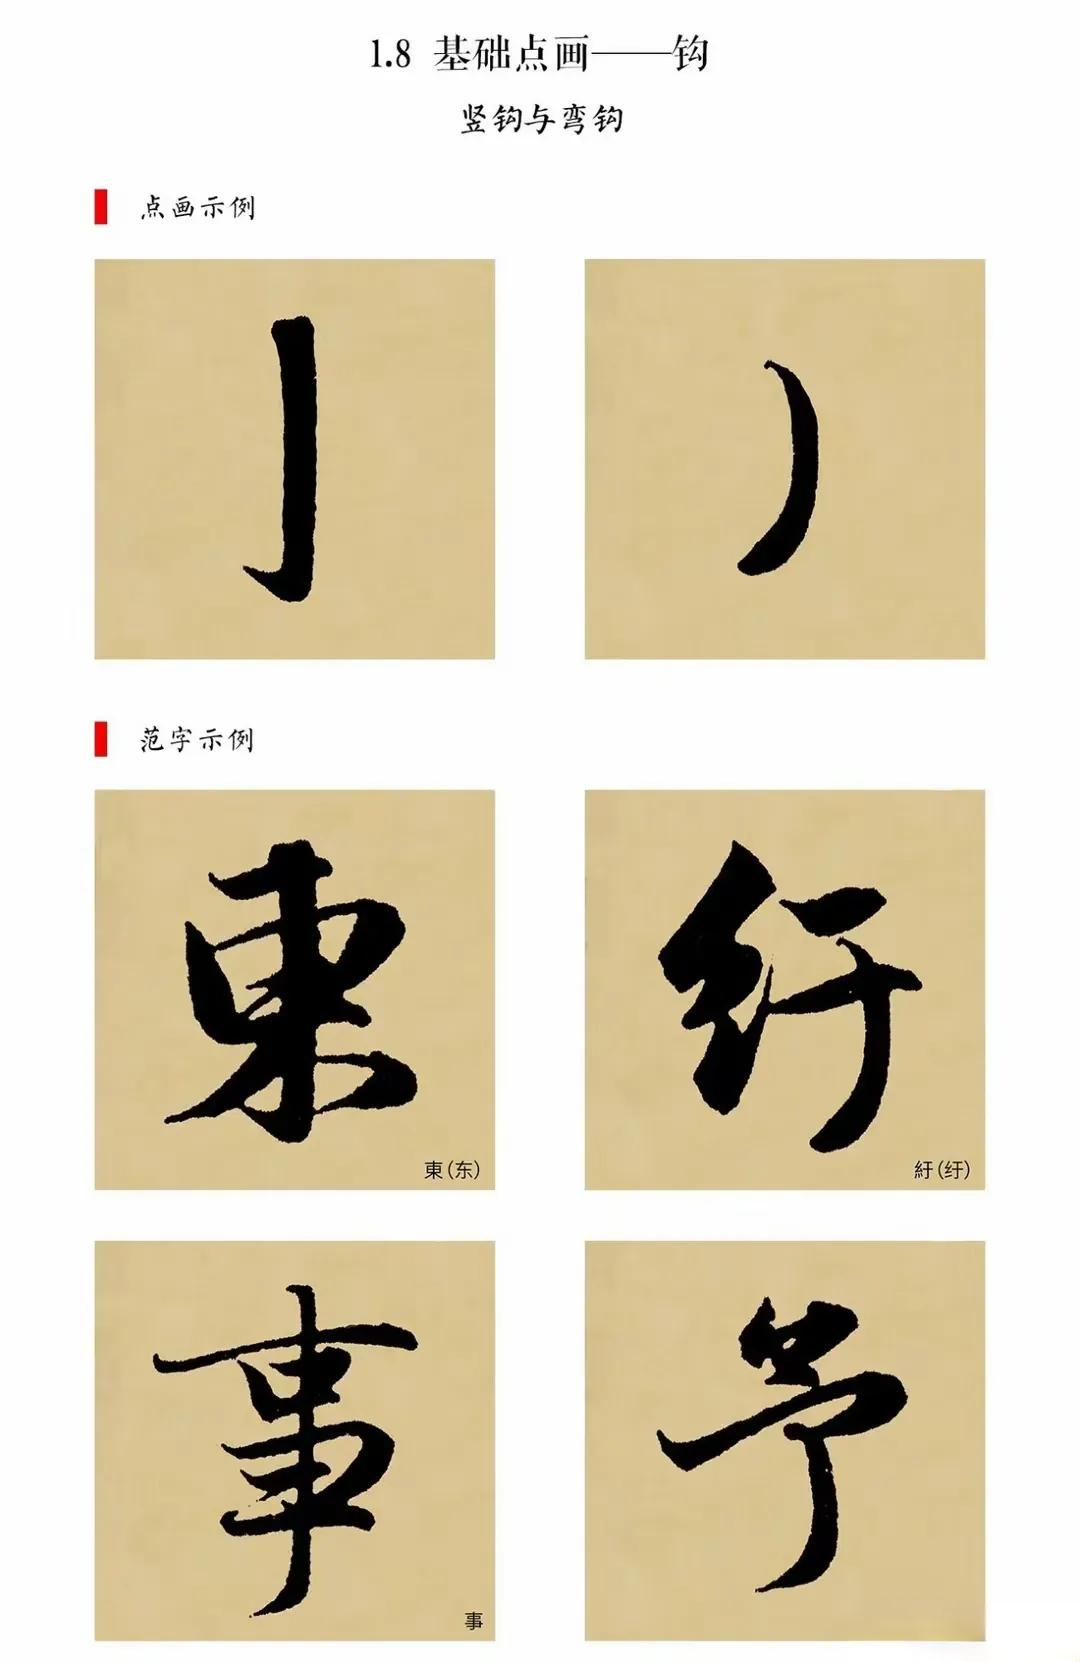 1.8 基础点画——钩
竖钩与弯钩
点画示例
范字示例
東 紆
東(东) 紆(纡)
事 予
事